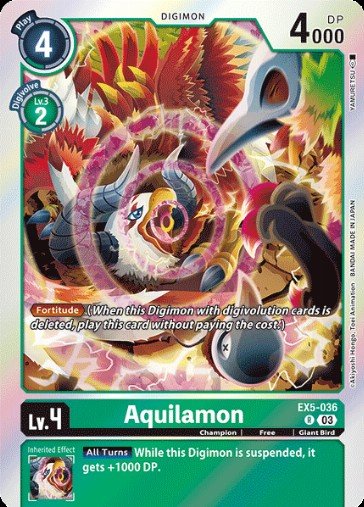 Play
4
DIGIMON
4000
DP
Digivolve
Lv.3
2
YAMURETSU
BANDAI MADE IN JAPAN
©Akiyoshi Hongo, Toei Animation
Fortitude .(When this Digimon with digivolution cards is
deleted, play this card without paying the cost.)
Lv.4
Aquilamon
EX5-036
R 03
Champion Free Giant Bird
Inherited Effect
All Turns While this Digimon is suspended, it
gets +1000 DP.